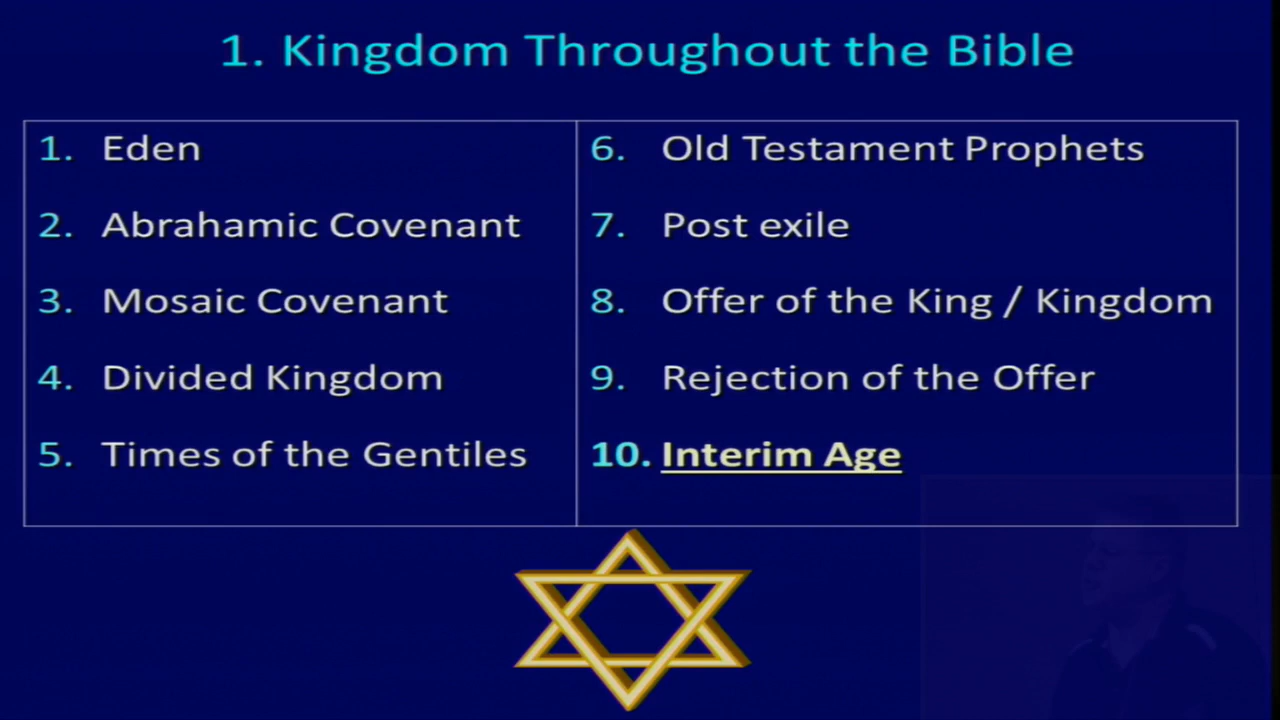 1. Kingdom Throughout the Bible
1. Eden
2. Abrahamic Covenant
3. Mosaic Covenant
4. Divided Kingdom
5. Times of the Gentiles
6. Old Testament Prophets
7. Post exile
8. Offer of the King / Kingdom
9. Rejection of the Offer
10. Interim Age